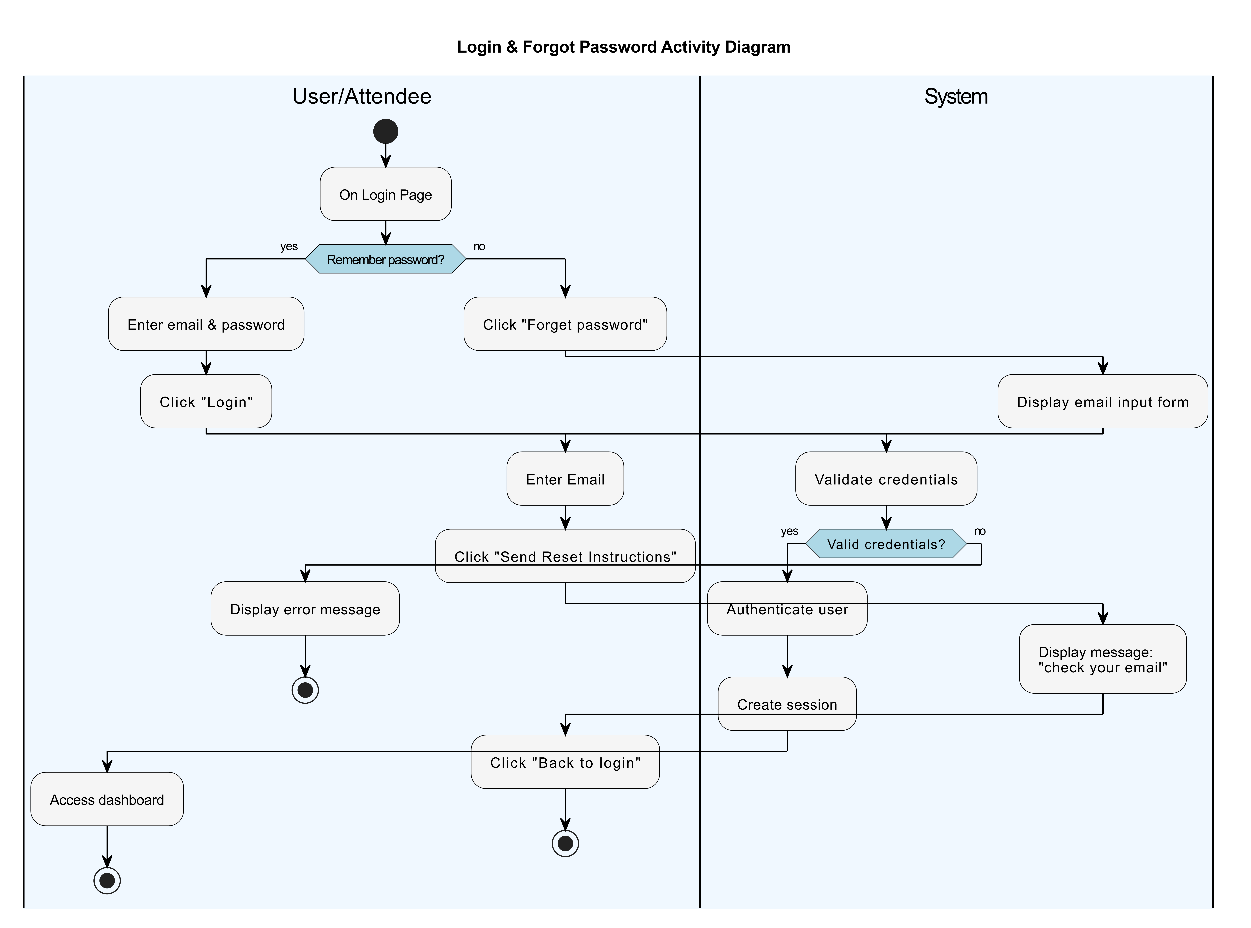 Login & Forgot Password Activity Diagram
User/Attendee
System
On Login Page
yes
Remember password?
no
Enter email & password
Click "Forget password"
Click "Login"
Display email input form
Enter Email
Validate credentials
Click "Send Reset Instructions"
yes
Valid credentials?
no
Display error message
Authenticate user
Display message:
"check your email"
Create session
Click "Back to login"
Access dashboard